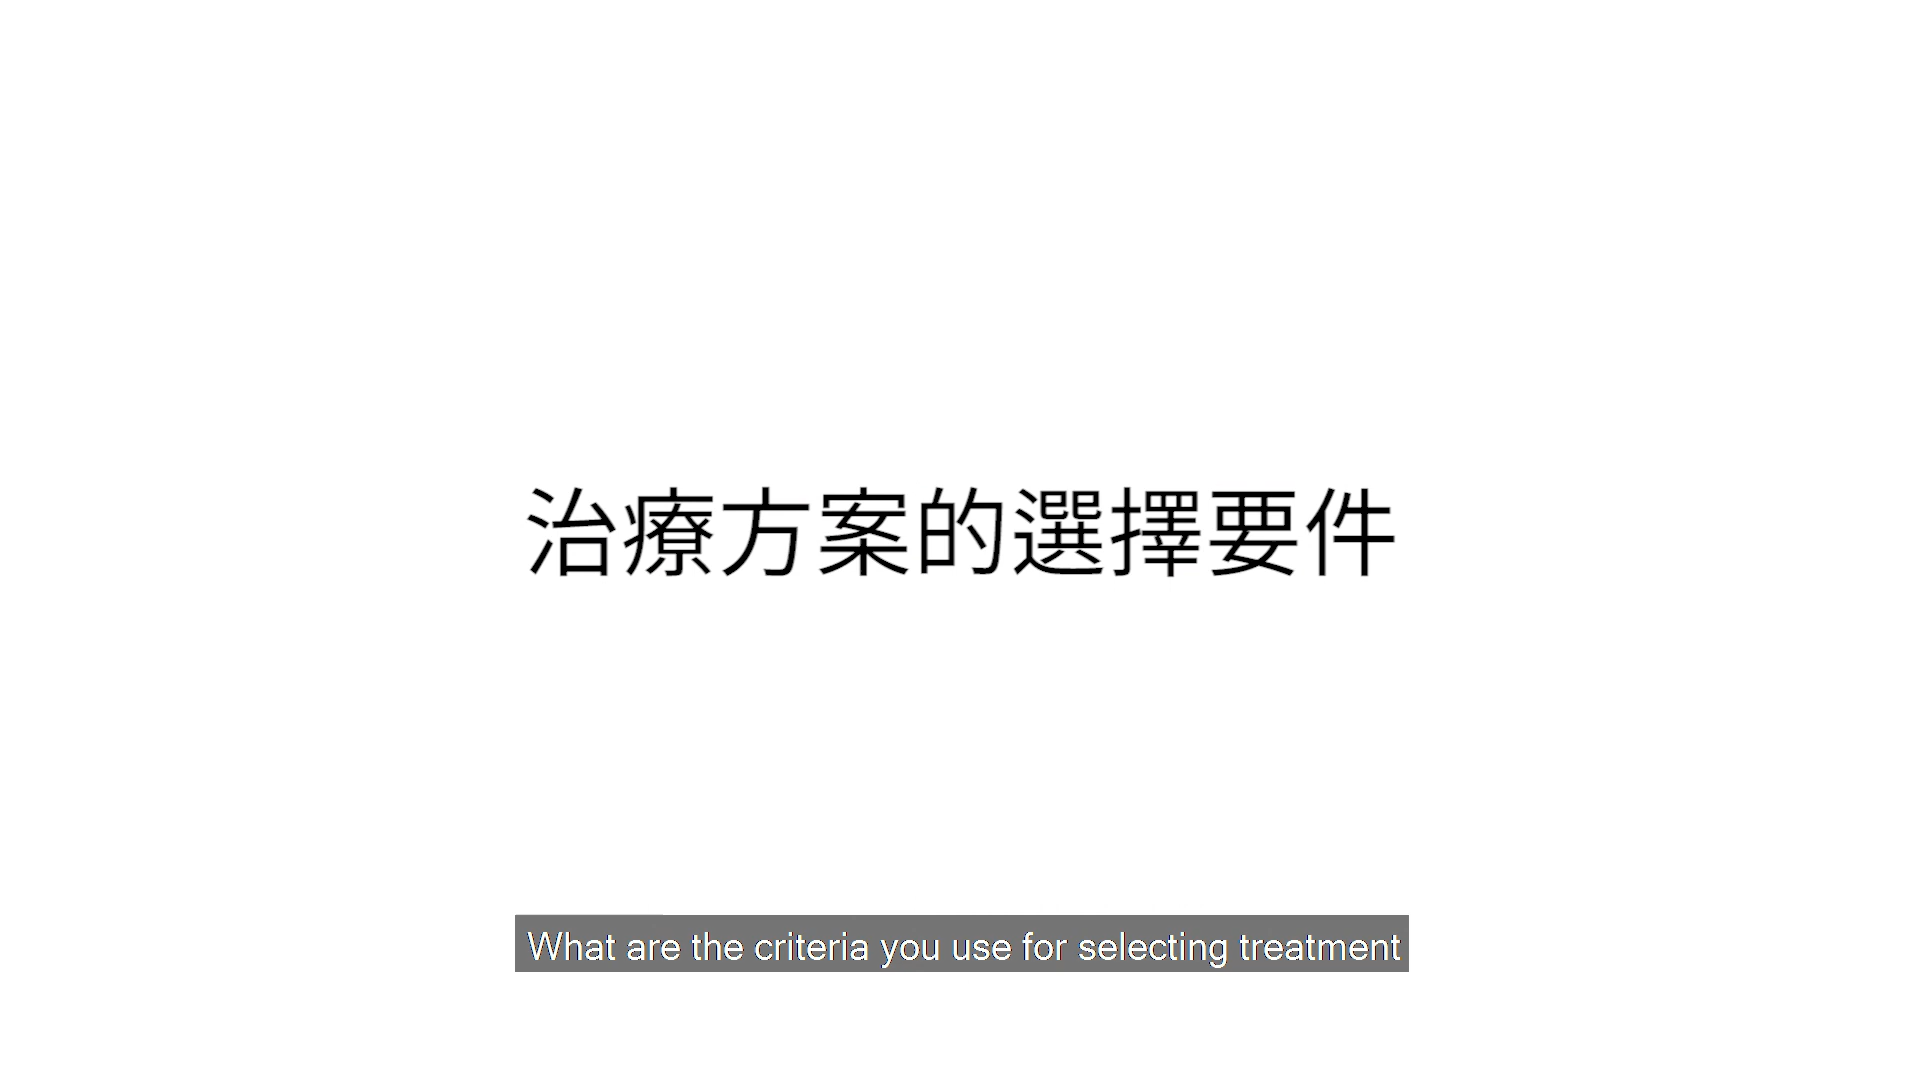 治療方案的選擇要件
What are the criteria you use for selecting treatment